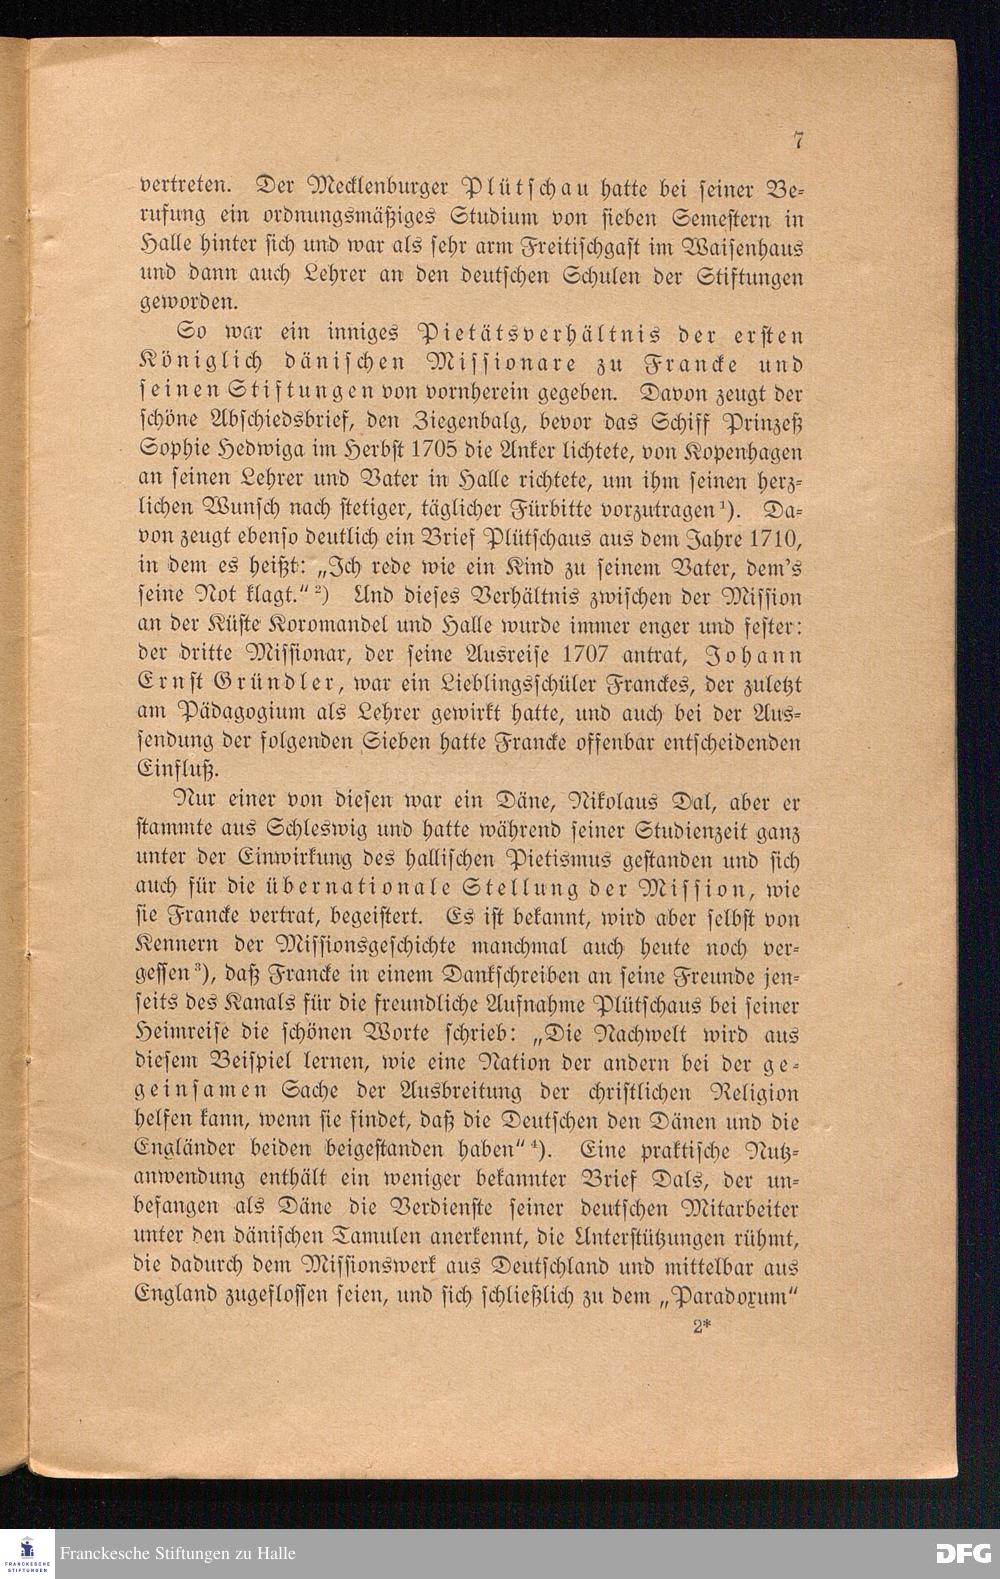 7
vertreten. Der Mecklenburger Plütschau hatte bei seiner Be-
rufung ein ordnungsmäßiges Studium von sieben Semestern in
Halle hinter sich und war als sehr arm Freitischgast im Waisenhaus
und dann auch Lehrer an den deutschen Schulen der Stiftungen
geworden.
So war ein inniges Pietätsverhältnis der ersten
Königlich dänischen Missionare zu Francke und
seinen Stiftungen von vornherein gegeben. Davon zeugt der
schöne Abschiedsbrief, den Ziegenbalg, bevor das Schiff Prinzeß
Sophie Hedwiga im Herbst 1705 die Anker lichtete, von Kopenhagen
an seinen Lehrer und Vater in Halle richtete, um ihm seinen herz-
lichen Wunsch nach stetiger, täglicher Fürbitte vorzutragen¹). Da-
von zeugt ebenso deutlich ein Brief Plütschaus aus dem Jahre 1710,
in dem es heißt: „Ich rede wie ein Kind zu seinem Vater, dem's
seine Not klagt.“²) Und dieses Verhältnis zwischen der Mission
an der Küste Koromandel und Halle wurde immer enger und fester:
der dritte Missionar, der seine Ausreise 1707 antrat, Johann
Ernst Gründler, war ein Lieblingsschüler Franckes, der zuletzt
am Pädagogium als Lehrer gewirkt hatte, und auch bei der Aus-
sendung der folgenden Sieben hatte Francke offenbar entscheidenden
Einfluß.
Nur einer von diesen war ein Däne, Nikolaus Dal, aber er
stammte aus Schleswig und hatte während seiner Studienzeit ganz
unter der Einwirkung des hallischen Pietismus gestanden und sich
auch für die übernationale Stellung der Mission, wie
sie Francke vertrat, begeistert. Es ist bekannt, wird aber selbst von
Kennern der Missionsgeschichte manchmal auch heute noch ver-
gessen³), daß Francke in einem Dankschreiben an seine Freunde jen-
seits des Kanals für die freundliche Aufnahme Plütschaus bei seiner
Heimreise die schönen Worte schrieb: „Die Nachwelt wird aus
diesem Beispiel lernen, wie eine Nation der andern bei der ge-
geinsamen Sache der Ausbreitung der christlichen Religion
helfen kann, wenn sie findet, daß die Deutschen den Dänen und die
Engländer beiden beigestanden haben“⁴). Eine praktische Nutz-
anwendung enthält ein weniger bekannter Brief Dals, der un-
befangen als Däne die Verdienste seiner deutschen Mitarbeiter
unter den dänischen Tamulen anerkennt, die Unterstützungen rühmt,
die dadurch dem Missionswerk aus Deutschland und mittelbar aus
England zugeflossen seien, und sich schließlich zu dem „Paradoxum“
2*
FRANCKESCHE
STIFTUNGEN
Franckesche Stiftungen zu Halle
DFG